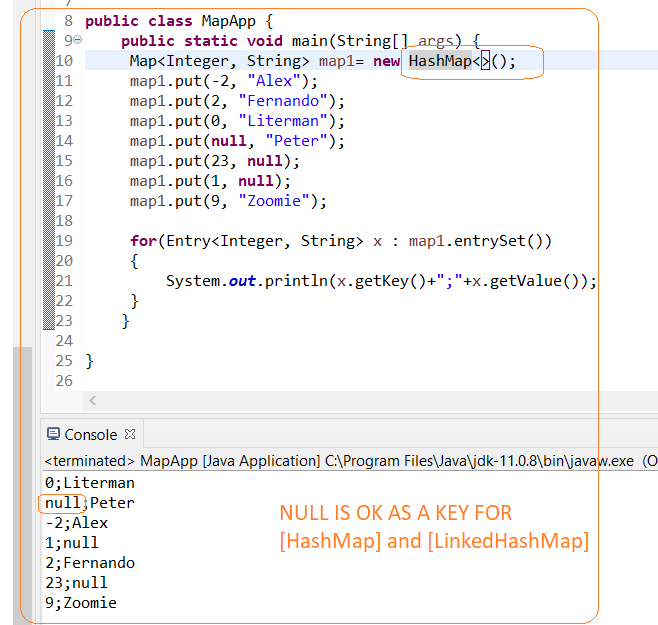 7
8 public class MapApp {
9 public static void main(String[] args) {
10 Map<Integer, String> map1= new HashMap<>();
11 map1.put(-2, "Alex");
12 map1.put(2, "Fernando");
13 map1.put(0, "Literman");
14 map1.put(null, "Peter");
15 map1.put(23, null);
16 map1.put(1, null);
17 map1.put(9, "Zoomie");
18
19 for(Entry<Integer, String> x : map1.entrySet())
20 {
21 System.out.println(x.getKey()+";"+x.getValue());
22 }
23 }
24
25 }
26
Console
<terminated> MapApp [Java Application] C:\Program Files\Java\jdk-11.0.8\bin\javaw.exe (O
0;Literman
null;Peter
-2;Alex
1;null
2;Fernando
23;null
9;Zoomie
NULL IS OK AS A KEY FOR
[HashMap] and [LinkedHashMap]